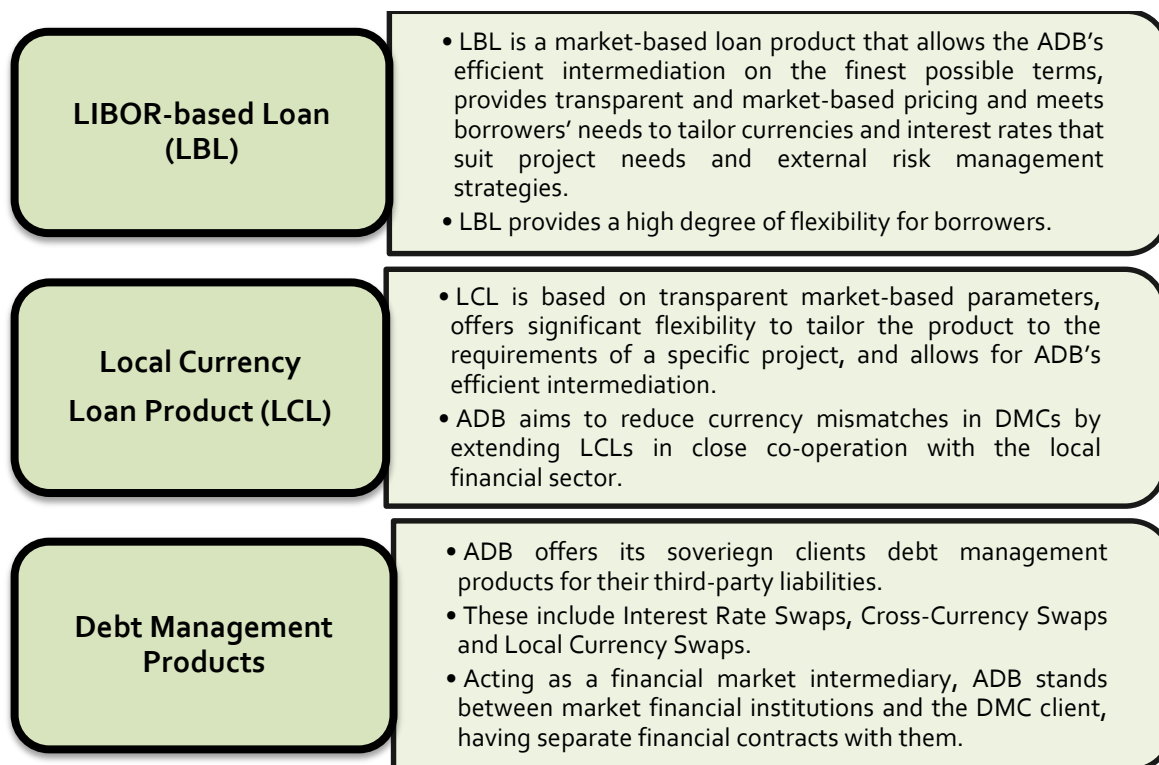 LIBOR-based Loan
(LBL)
• LBL is a market-based loan product that allows the ADB’s
efficient intermediation on the finest possible terms,
provides transparent and market-based pricing and meets
borrowers’ needs to tailor currencies and interest rates that
suit project needs and external risk management
strategies.
• LBL provides a high degree of flexibility for borrowers.
Local Currency
Loan Product (LCL)
• LCL is based on transparent market-based parameters,
offers significant flexibility to tailor the product to the
requirements of a specific project, and allows for ADB’s
efficient intermediation.
• ADB aims to reduce currency mismatches in DMCs by
extending LCLs in close co-operation with the local
financial sector.
Debt Management
Products
• ADB offers its soveriegn clients debt management
products for their third-party liabilities.
• These include Interest Rate Swaps, Cross-Currency Swaps
and Local Currency Swaps.
• Acting as a financial market intermediary, ADB stands
between market financial institutions and the DMC client,
having separate financial contracts with them.